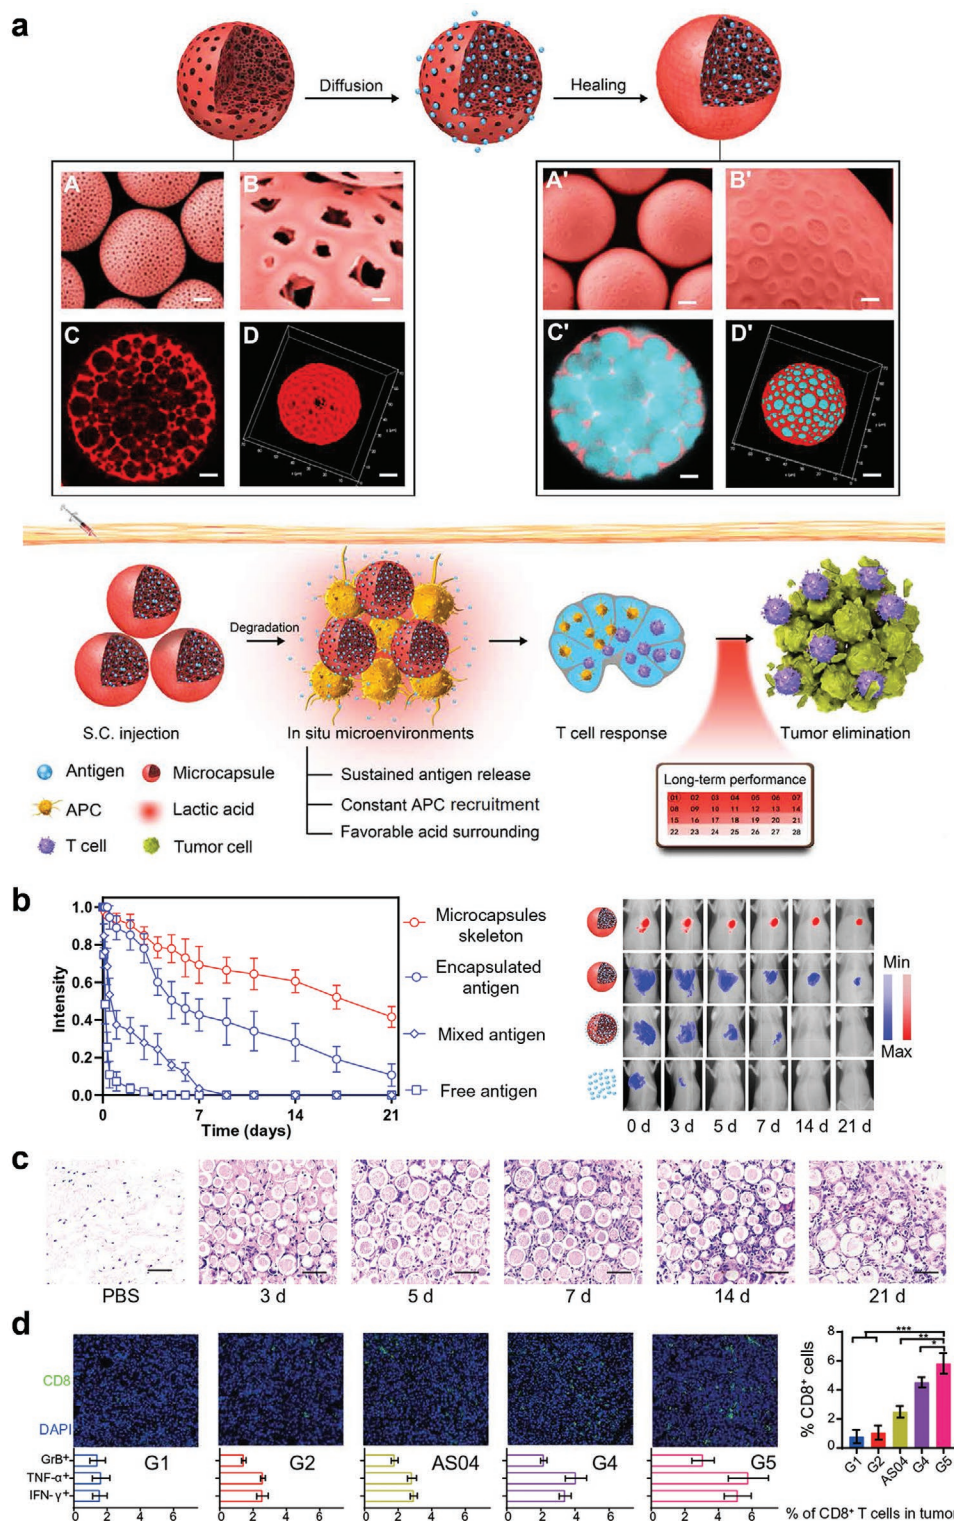 a
Diffusion
Healing
A
B
A'
B'
C
D
C'
D'
Degradation
S.C. injection
In situ microenvironments
T cell response
Tumor elimination
Sustained antigen release
Constant APC recruitment
Favorable acid surrounding
Antigen
Microcapsule
APC
Lactic acid
T cell
Tumor cell
Long-term performance
01 02 03 04 05 06 07
08 09 10 11 12 13 14
15 16 17 18 19 20 21
22 23 24 25 26 27 28
b
1.0
0.8
0.6
0.4
0.2
0.0
Intensity
0 7 14 21
Time (days)
Microcapsules
skeleton
Encapsulated
antigen
Mixed antigen
Free antigen
Min
Max
0 d 3 d 5 d 7 d 14 d 21 d
c
PBS 3 d 5 d 7 d 14 d 21 d
d
CD8
DAPI
GrB+
TNF-α+
IFN-γ+
G1
G2
AS04
G4
G5
0 2 4 6
0 2 4 6
0 2 4 6
0 2 4 6
0 2 4 6
% CD8+ cells
8
6
4
2
0
***
**
*
G1 G2 AS04 G4 G5
% of CD8+ T cells in tumor